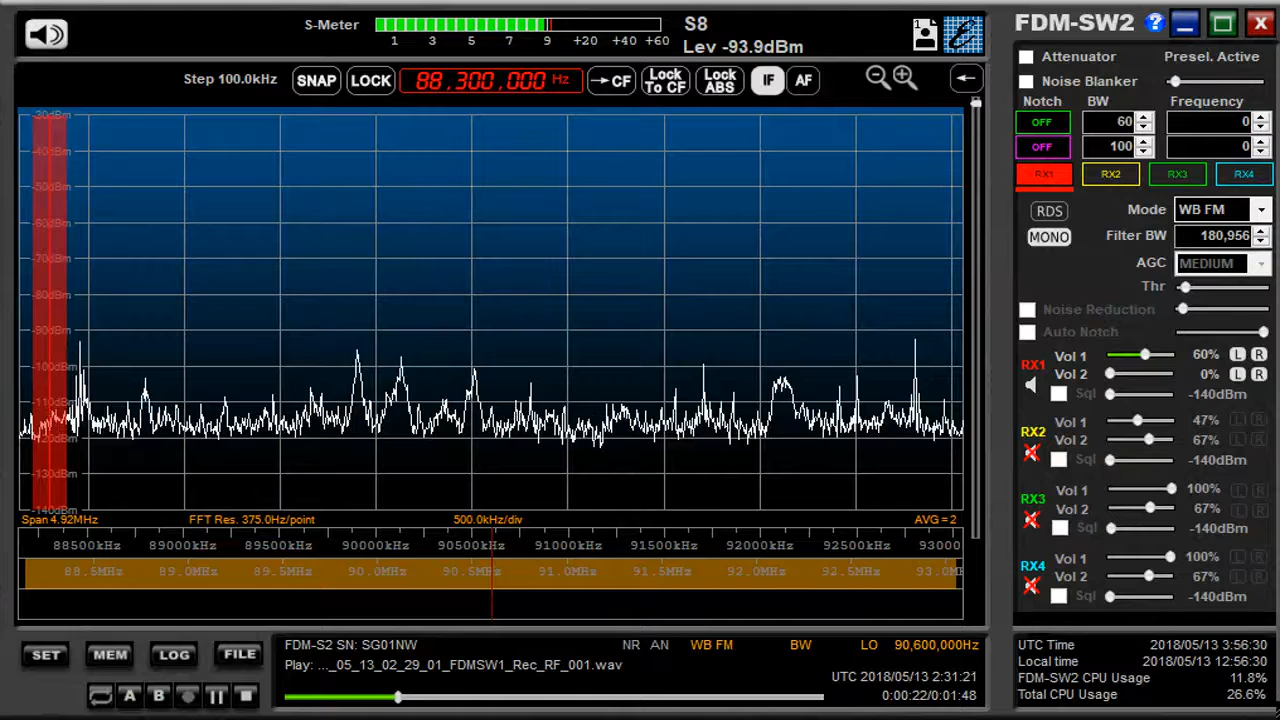 S-Meter
1 3 5 7 9 +20 +40 +60
S8
Lev -93.9dBm
FDM-SW2 ?
Step 100.0kHz SNAP LOCK 88,300,000 Hz →CF Lock To CF Lock ABS IF AF
-30dBm
-40dBm
-50dBm
-60dBm
-70dBm
-80dBm
-90dBm
-100dBm
-110dBm
-120dBm
-130dBm
-140dBm
Span 4.92MHz FFT Res. 375.0Hz/point 500.0kHz/div AVG = 2
88500kHz 89000kHz 89500kHz 90000kHz 90500kHz 91000kHz 91500kHz 92000kHz 92500kHz 93000
88.5MHz 89.0MHz 89.5MHz 90.0MHz 90.5MHz 91.0MHz 91.5MHz 92.0MHz 92.5MHz 93.0M
SET MEM LOG FILE
A B
FDM-S2 SN: SG01NW NR AN WB FM BW LO 90,600,000Hz
Play: ..._05_13_02_29_01_FDMSW1_Rec_RF_001.wav
UTC 2018/05/13 2:31:21
0:00:22/0:01:48
Attenuator Presel. Active
Noise Blanker
Notch BW Frequency
OFF 60 0
OFF 100 0
RX1 RX2 RX3 RX4
RDS Mode WB FM
MONO Filter BW 180,956
AGC MEDIUM
Thr
Noise Reduction
Auto Notch
RX1 Vol 1 60% L R
Vol 2 0% L R
Sql -140dBm
RX2 Vol 1 47% L R
Vol 2 67% L R
Sql -140dBm
RX3 Vol 1 100% L R
Vol 2 67% L R
Sql -140dBm
RX4 Vol 1 100% L R
Vol 2 67% L R
Sql -140dBm
UTC Time 2018/05/13 3:56:30
Local time 2018/05/13 12:56:30
FDM-SW2 CPU Usage 11.8%
Total CPU Usage 26.6%